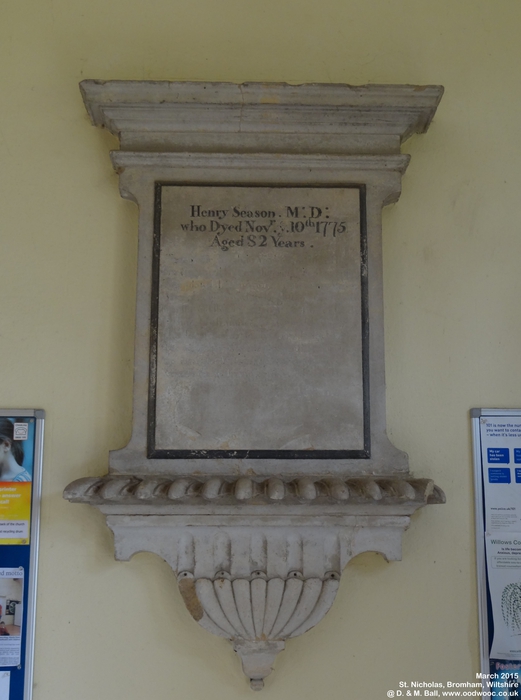 Henry Season . M.r D.:
who Dyed Nov.r .. 10th 1775
Aged 82 Years .
March 2015
St. Nicholas, Bromham, Wiltshire
@ D. & M. Ball, www.oodwooc.co.uk